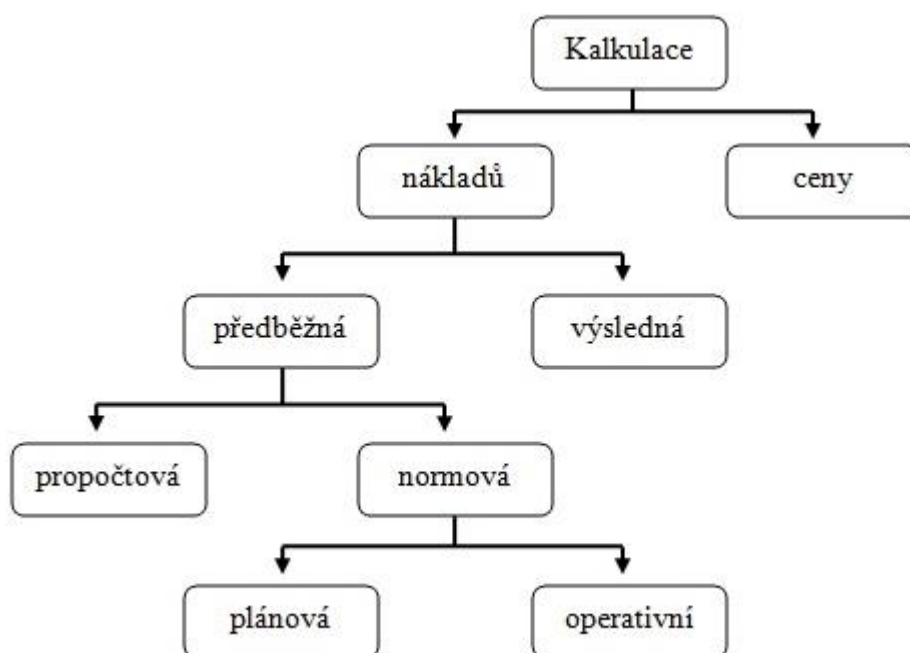 Kalkulace
nákladů
ceny
předběžná
výsledná
propočtová
normová
plánová
operativní